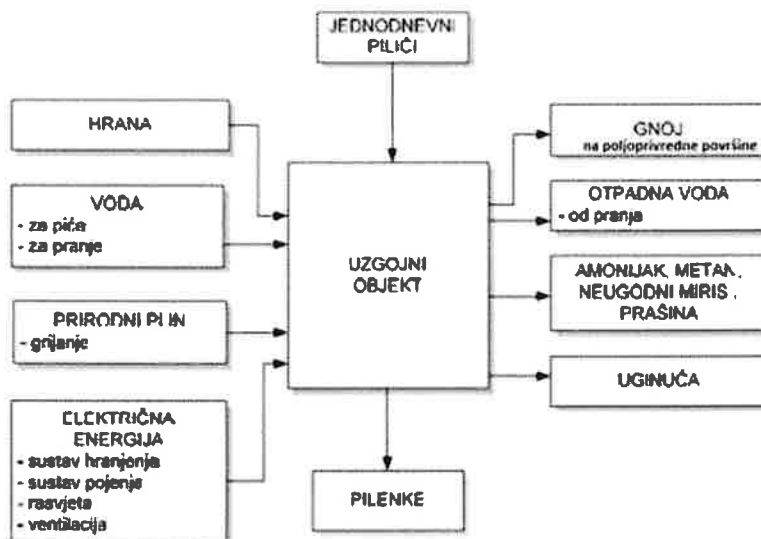 JEDNODNEVNI
PILIĆI
HRANA
VODA
- za piće
- za pranje
PRIRODNI PLIN
- grijanje
ELEKTRIČNA
ENERGIJA
- sustav hranjenja
- sustav pojenja
- rasvjeta
- ventilacija
UZGOJNI
OBJEKT
PILENKE
GNOJ
na poljoprivredne površine
OTPADNA VODA
- od pranja
AMONIJAK, METAN,
NEUGODNI MIRIS,
PRAŠINA
UGINUĆA